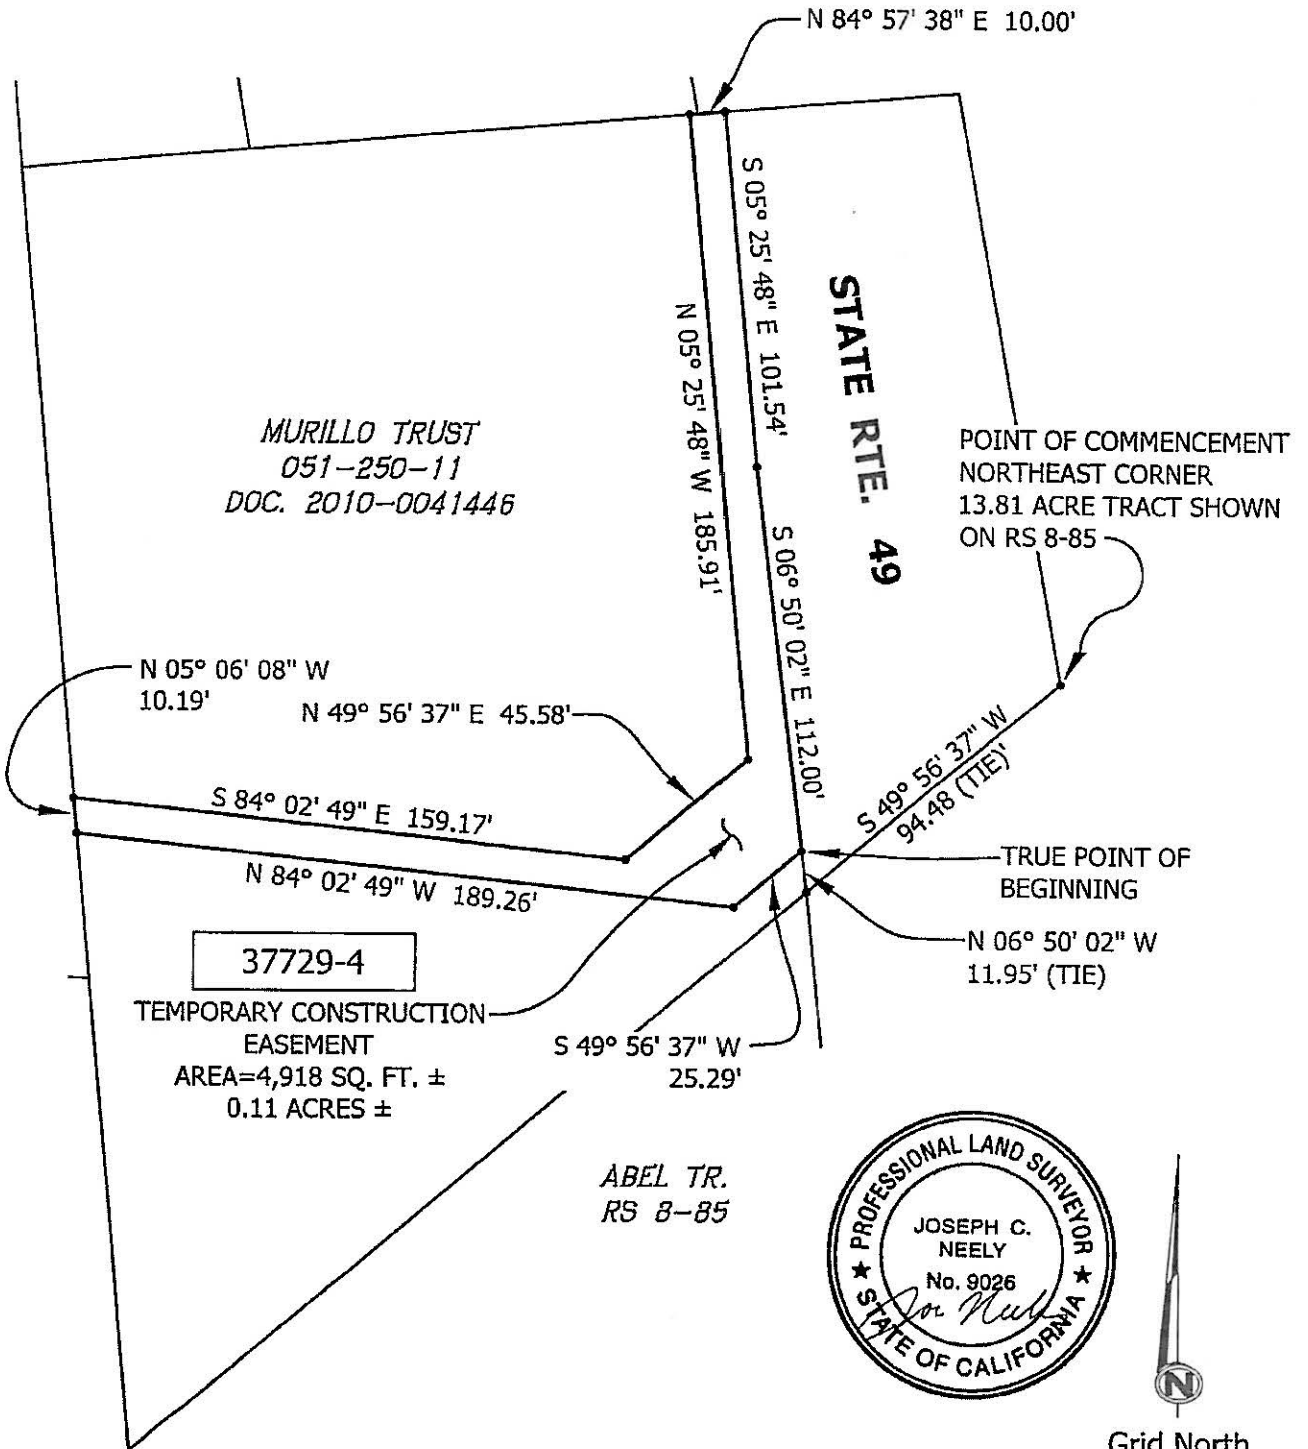 N 84° 57' 38" E 10.00'
S 05° 25' 48" E 101.54'
STATE RTE. 49
N 05° 25' 48" W 185.91'
MURILLO TRUST
051-250-11
DOC. 2010-0041446
POINT OF COMMENCEMENT
NORTHEAST CORNER
13.81 ACRE TRACT SHOWN
ON RS 8-85
S 06° 50' 02" E 112.00'
N 05° 06' 08" W
10.19'
N 49° 56' 37" E 45.58'
S 49° 56' 37" W
94.48 (TIE)'
S 84° 02' 49" E 159.17'
N 84° 02' 49" W 189.26'
TRUE POINT OF
BEGINNING
N 06° 50' 02" W
11.95' (TIE)
37729-4
TEMPORARY CONSTRUCTION
EASEMENT
AREA=4,918 SQ. FT. ±
0.11 ACRES ±
S 49° 56' 37" W
25.29'
ABEL TR.
RS 8-85
PROFESSIONAL LAND SURVEYOR
JOSEPH C.
NEELY
No. 9026
Joe Neely
STATE OF CALIFORNIA
N
Grid North